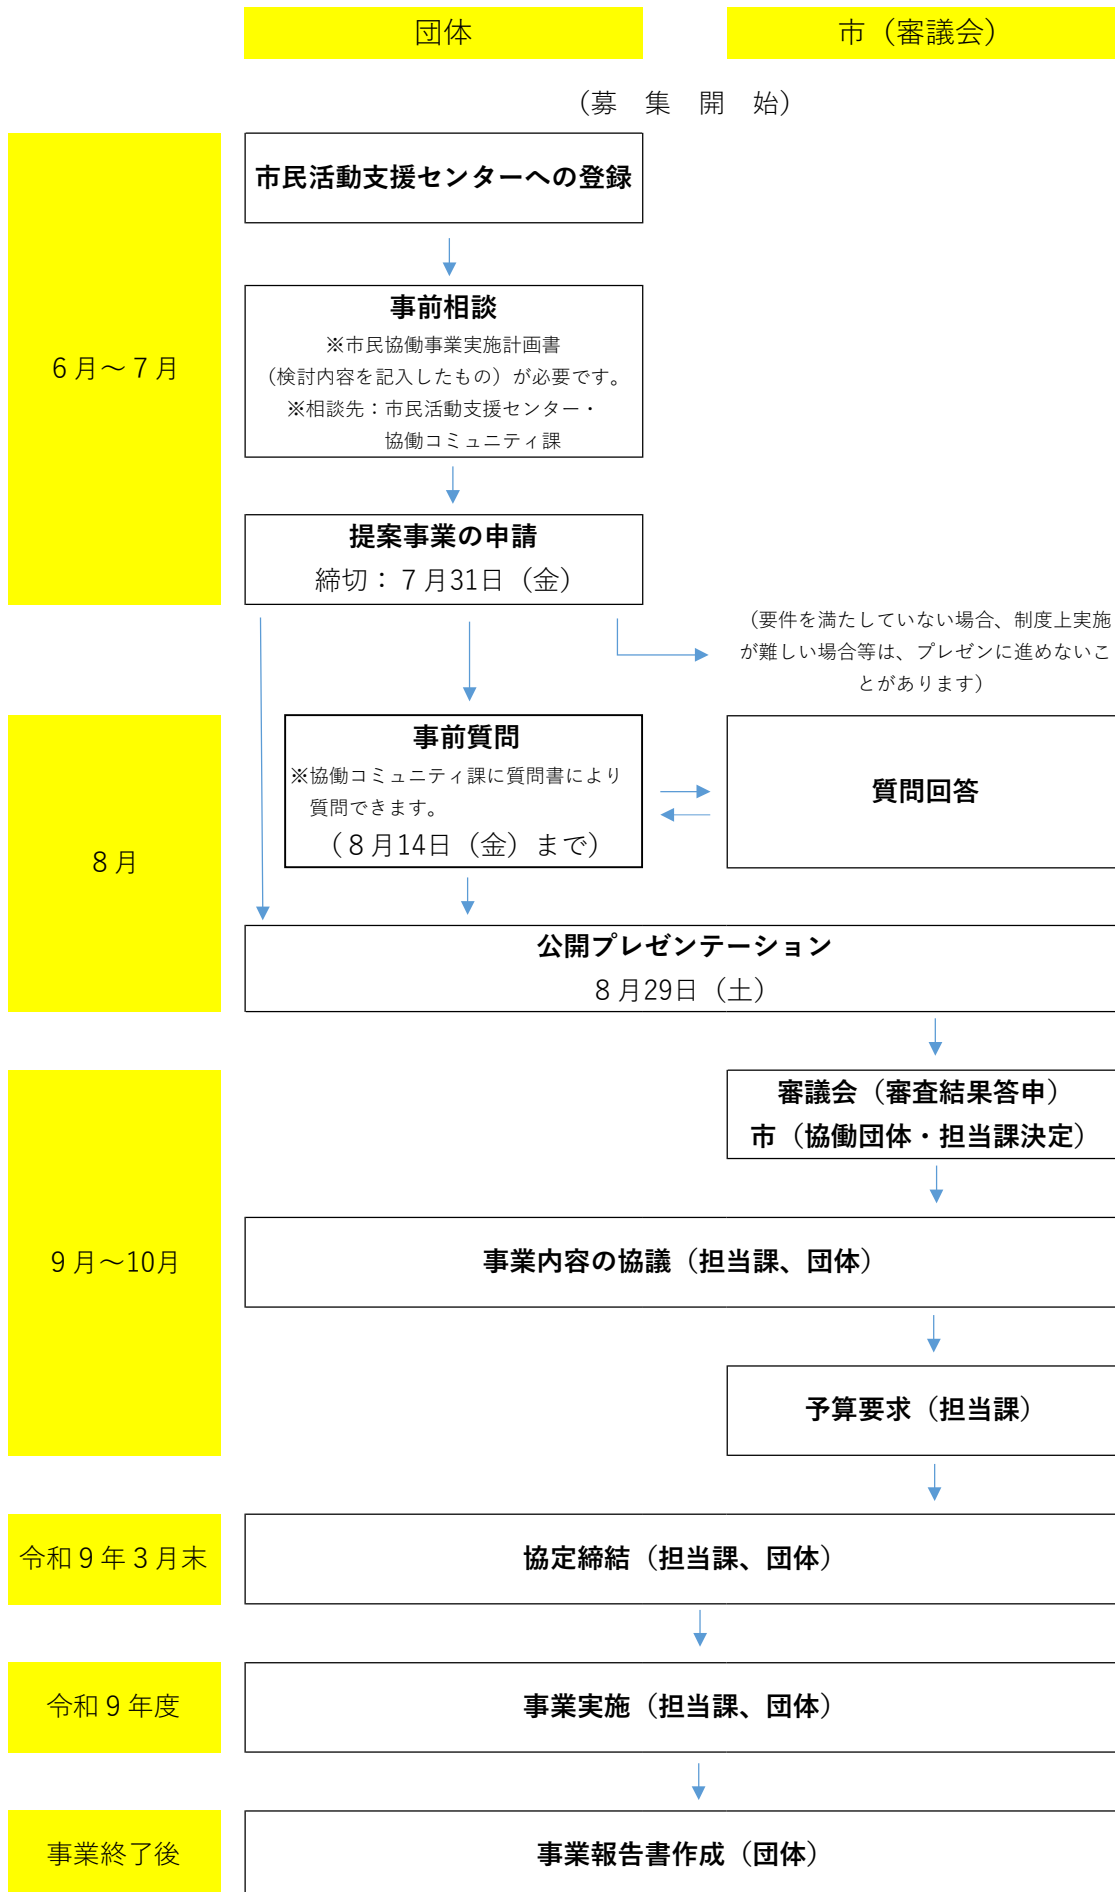 団体
市（審議会）
（募　集　開　始）
市民活動支援センターへの登録
6月～7月
事前相談
※市民協働事業実施計画書
（検討内容を記入したもの）が必要です。
※相談先：市民活動支援センター・
協働コミュニティ課
提案事業の申請
締切：7月31日（金）
（要件を満たしていない場合、制度上実施
が難しい場合等は、プレゼンに進めないこ
とがあります）
8月
事前質問
※協働コミュニティ課に質問書により
質問できます。
（8月14日（金）まで）
質問回答
公開プレゼンテーション
8月29日（土）
9月～10月
審議会（審査結果答申）
市（協働団体・担当課決定）
事業内容の協議（担当課、団体）
予算要求（担当課）
令和9年3月末
協定締結（担当課、団体）
令和9年度
事業実施（担当課、団体）
事業終了後
事業報告書作成（団体）